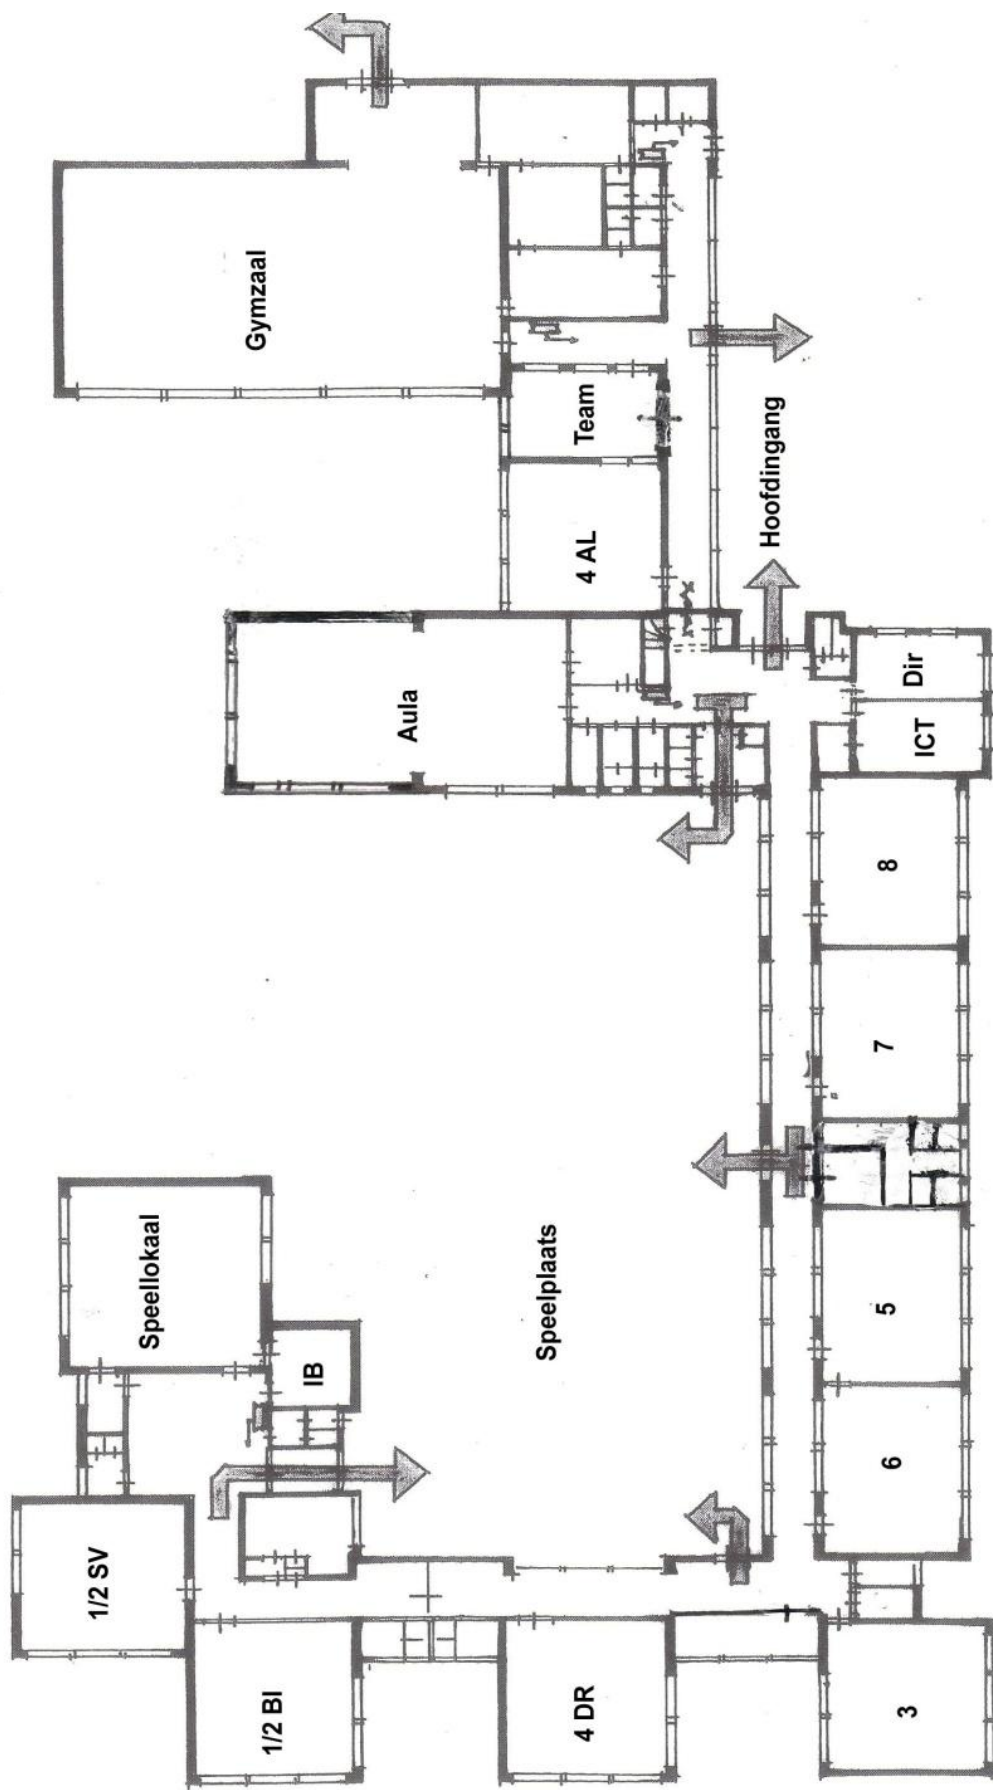 Gymzaal
Team
4 AL
Hoofdingang
Aula
Dir
ICT
8
7
Speellokaal
IB
Speelplaats
5
6
1/2 SV
1/2 BI
4 DR
3